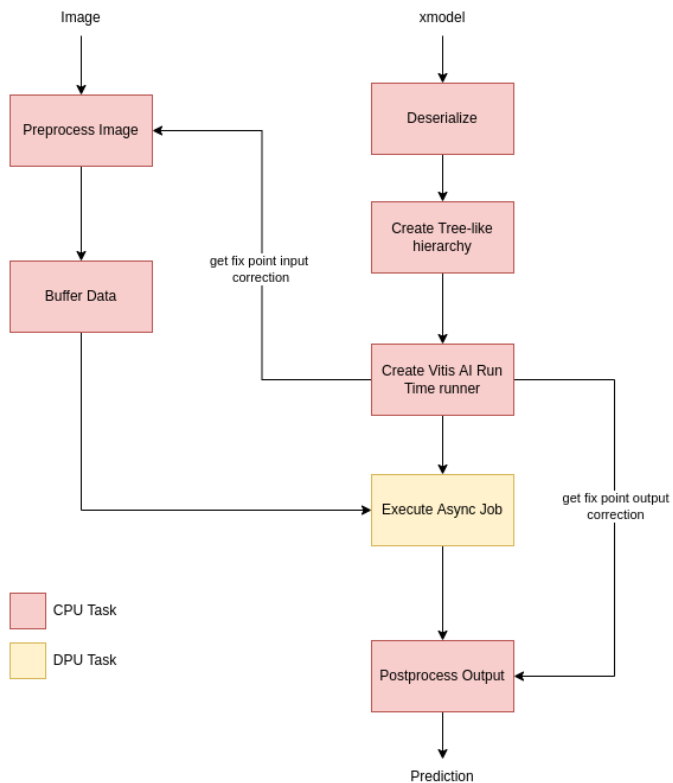 Image
xmodel
Preprocess Image
Deserialize
Create Tree-like
hierarchy
get fix point input
correction
Buffer Data
Create Vitis AI Run
Time runner
Execute Async Job
get fix point output
correction
CPU Task
DPU Task
Postprocess Output
Prediction